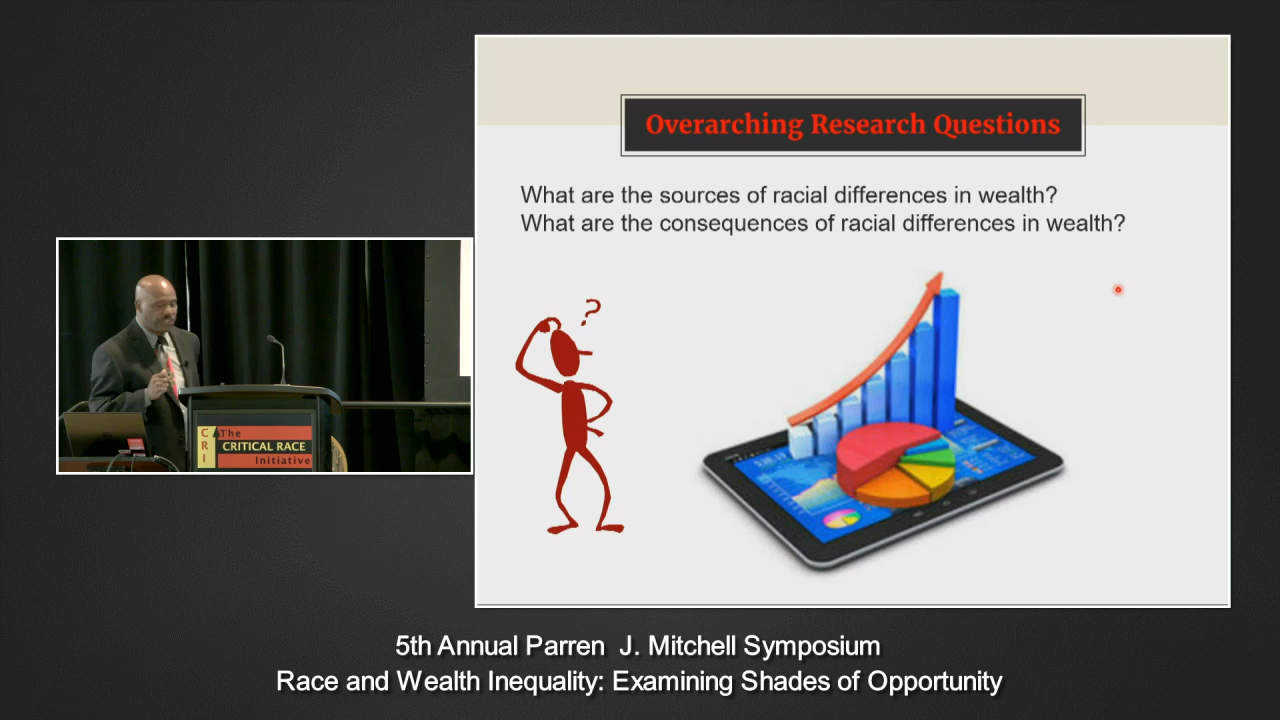 Overarching Research Questions
What are the sources of racial differences in wealth?
What are the consequences of racial differences in wealth?
?
C
R
I
The
CRITICAL RACE
Initiative
5th Annual Parren J. Mitchell Symposium
Race and Wealth Inequality: Examining Shades of Opportunity